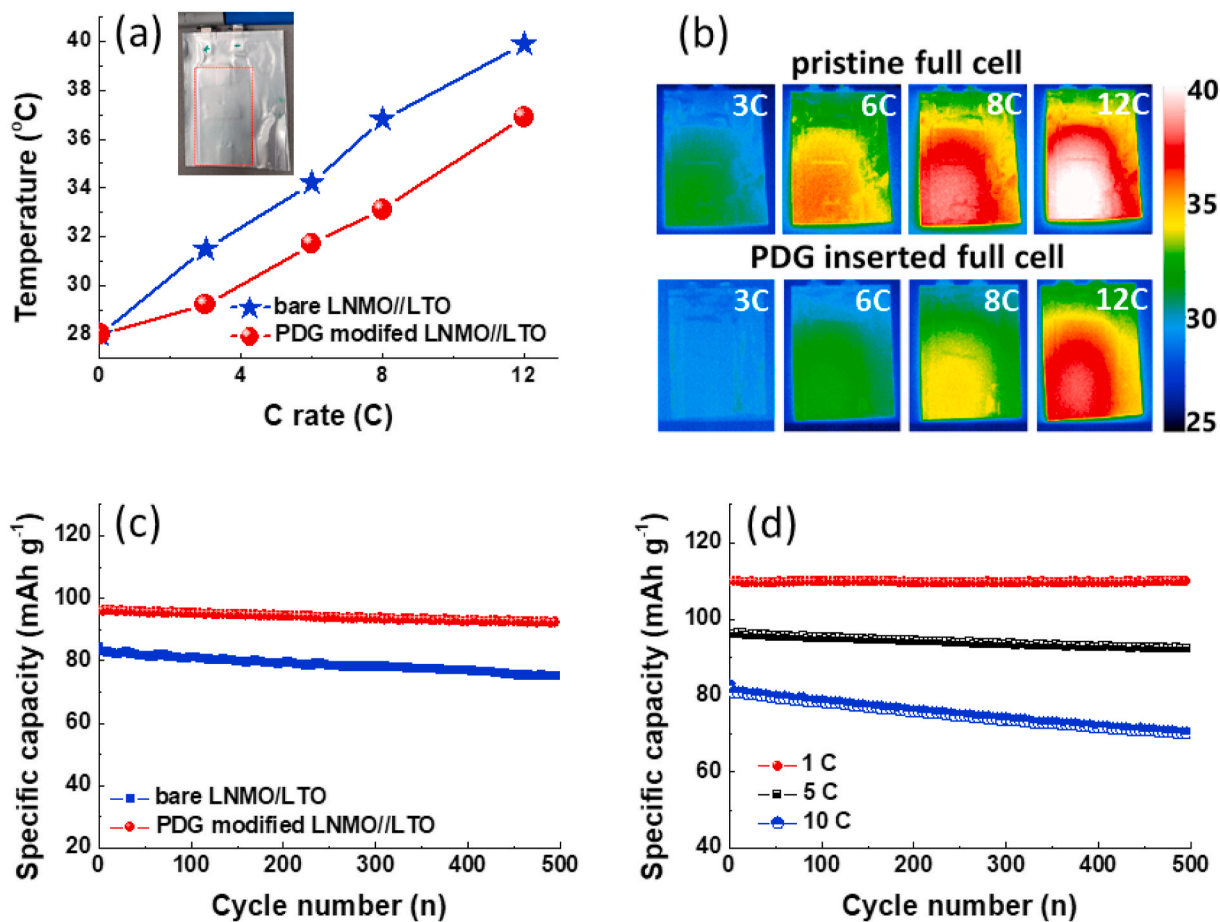 (a)
+ -
40
38
36
34
32
30
28
Temperature (°C)
bare LNMO//LTO
PDG modifed LNMO//LTO
0 4 8 12
C rate (C)
(b)
pristine full cell
3C 6C 8C 12C
PDG inserted full cell
3C 6C 8C 12C
40
35
30
25
(c)
120
100
80
60
40
20
Specific capacity (mAh g⁻¹)
bare LNMO/LTO
PDG modified LNMO//LTO
0 100 200 300 400 500
Cycle number (n)
(d)
120
100
80
60
40
Specific capacity (mAh g⁻¹)
1 C
5 C
10 C
0 100 200 300 400 500
Cycle number (n)